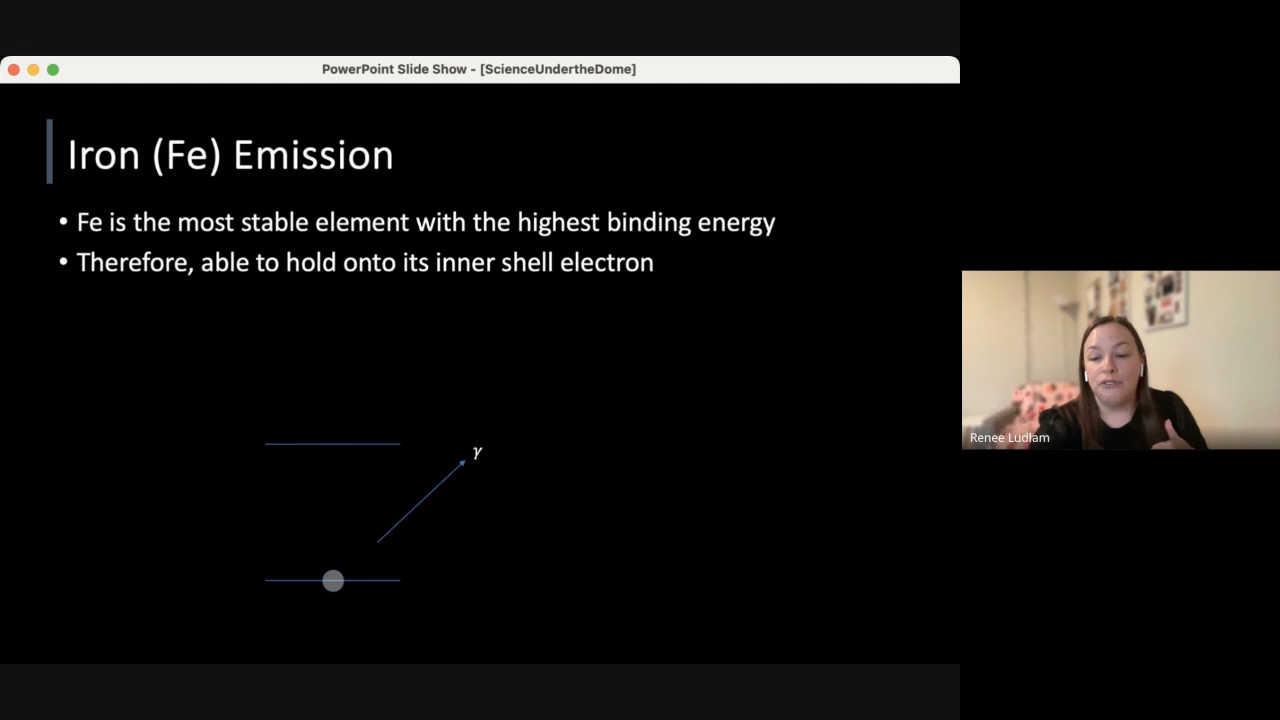 PowerPoint Slide Show - [ScienceUndertheDome]
Iron (Fe) Emission
• Fe is the most stable element with the highest binding energy
• Therefore, able to hold onto its inner shell electron
γ
Renee Ludlam